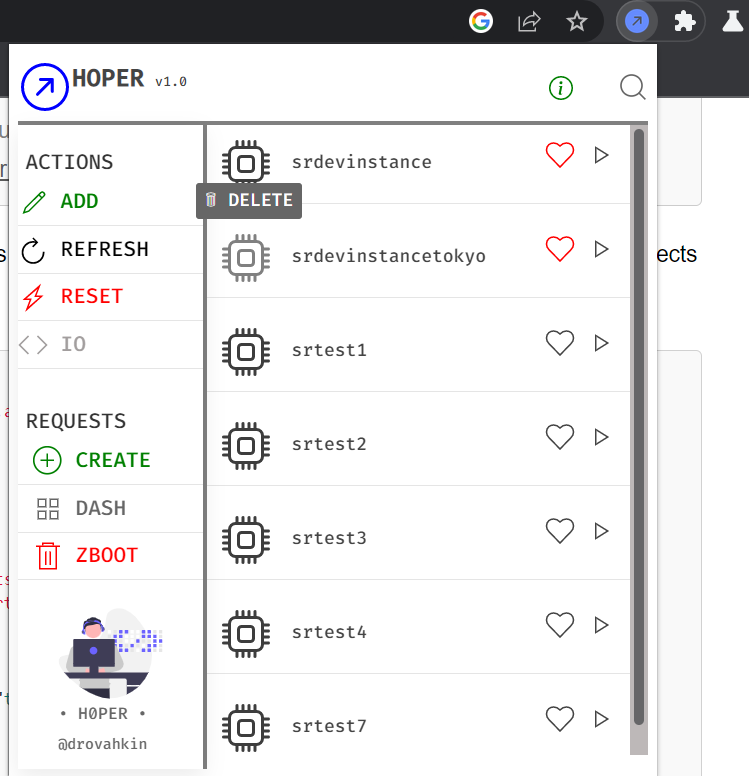 HOPER v1.0
ACTIONS
ADD
REFRESH
RESET
IO
REQUESTS
CREATE
DASH
ZBOOT
• H0PER •
@drovahkin
srdevinstance
DELETE
srdevinstancetokyo
srtest1
srtest2
srtest3
srtest4
srtest7
ects